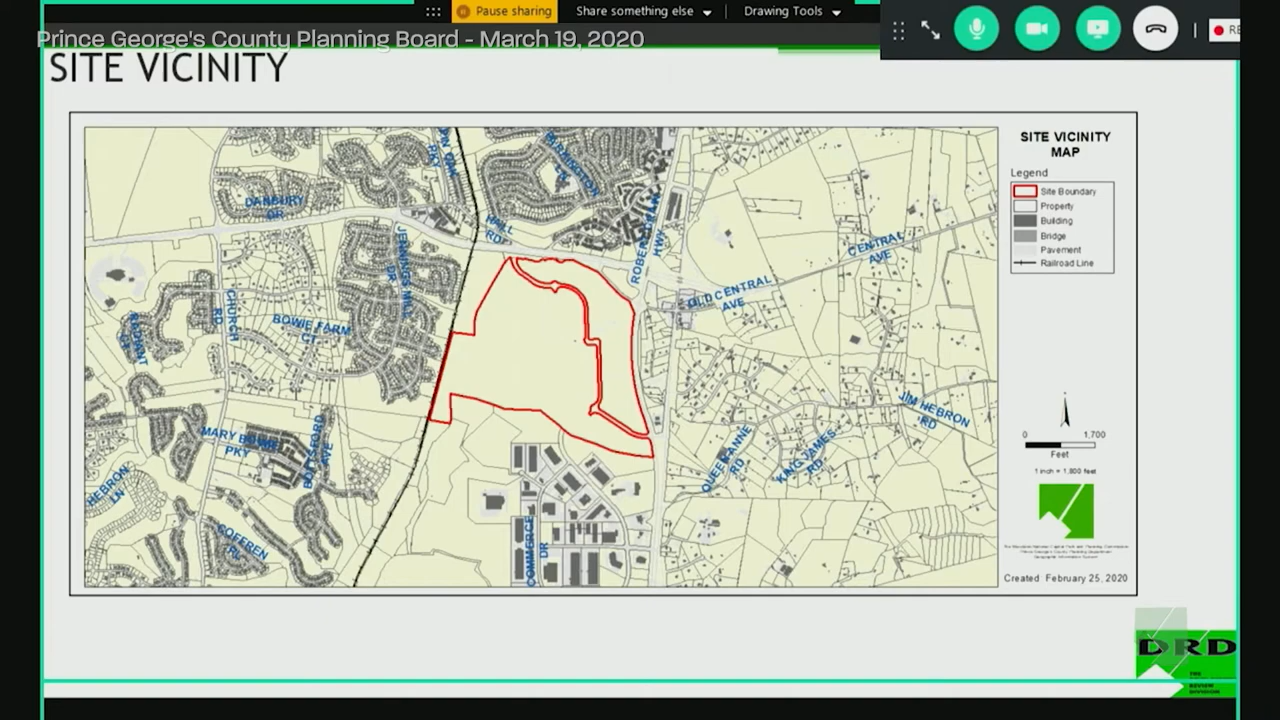 Pause sharing
Share something else
Drawing Tools
Prince George's County Planning Board - March 19, 2020
SITE VICINITY
SITE VICINITY
MAP
Legend
Site Boundary
Property
Building
Bridge
Pavement
Railroad Line
DANBURY
DR
HALL
RD
CENTRAL
AVE
OLD CENTRAL
AVE
HWY
JENNINGS MILL
DR
CHURCH
RD
BOWIE FARM
CT
MARY BOWIE
PKY
HEBRON
LN
AVE
COFFEREN
PL
COMMERCE
DR
QUEEN ANNE
RD
KING JAMES
RD
JIM HEBRON
RD
0 1,700
Feet
1 inch = 1,800 feet
Created February 25, 2020
DRD
THE
REVIEW
DIVISION